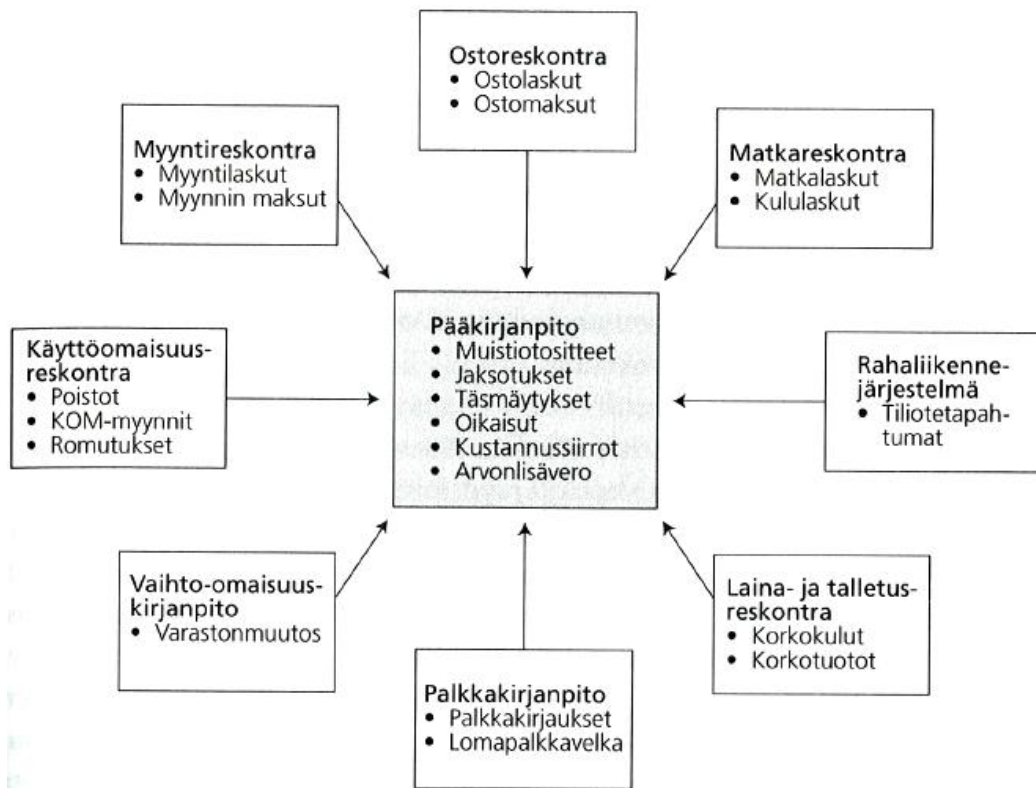 Ostoreskontra
• Ostolaskut
• Ostomaksut
Myyntireskontra
• Myyntilaskut
• Myynnin maksut
Matkareskontra
• Matkalaskut
• Kululaskut
Pääkirjanpito
• Muistiotositteet
• Jaksotukset
• Täsmäytykset
• Oikaisut
• Kustannussiirrot
• Arvonlisävero
Käyttöomaisuus-
reskontra
• Poistot
• KOM-myynnit
• Romutukset
Rahaliikenne-
järjestelmä
• Tiliotetapah-
tumat
Vaihto-omaisuus-
kirjanpito
• Varastonmuutos
Laina- ja talletus-
reskontra
• Korkokulut
• Korkotuotot
Palkkakirjanpito
• Palkkakirjaukset
• Lomapalkkavelka